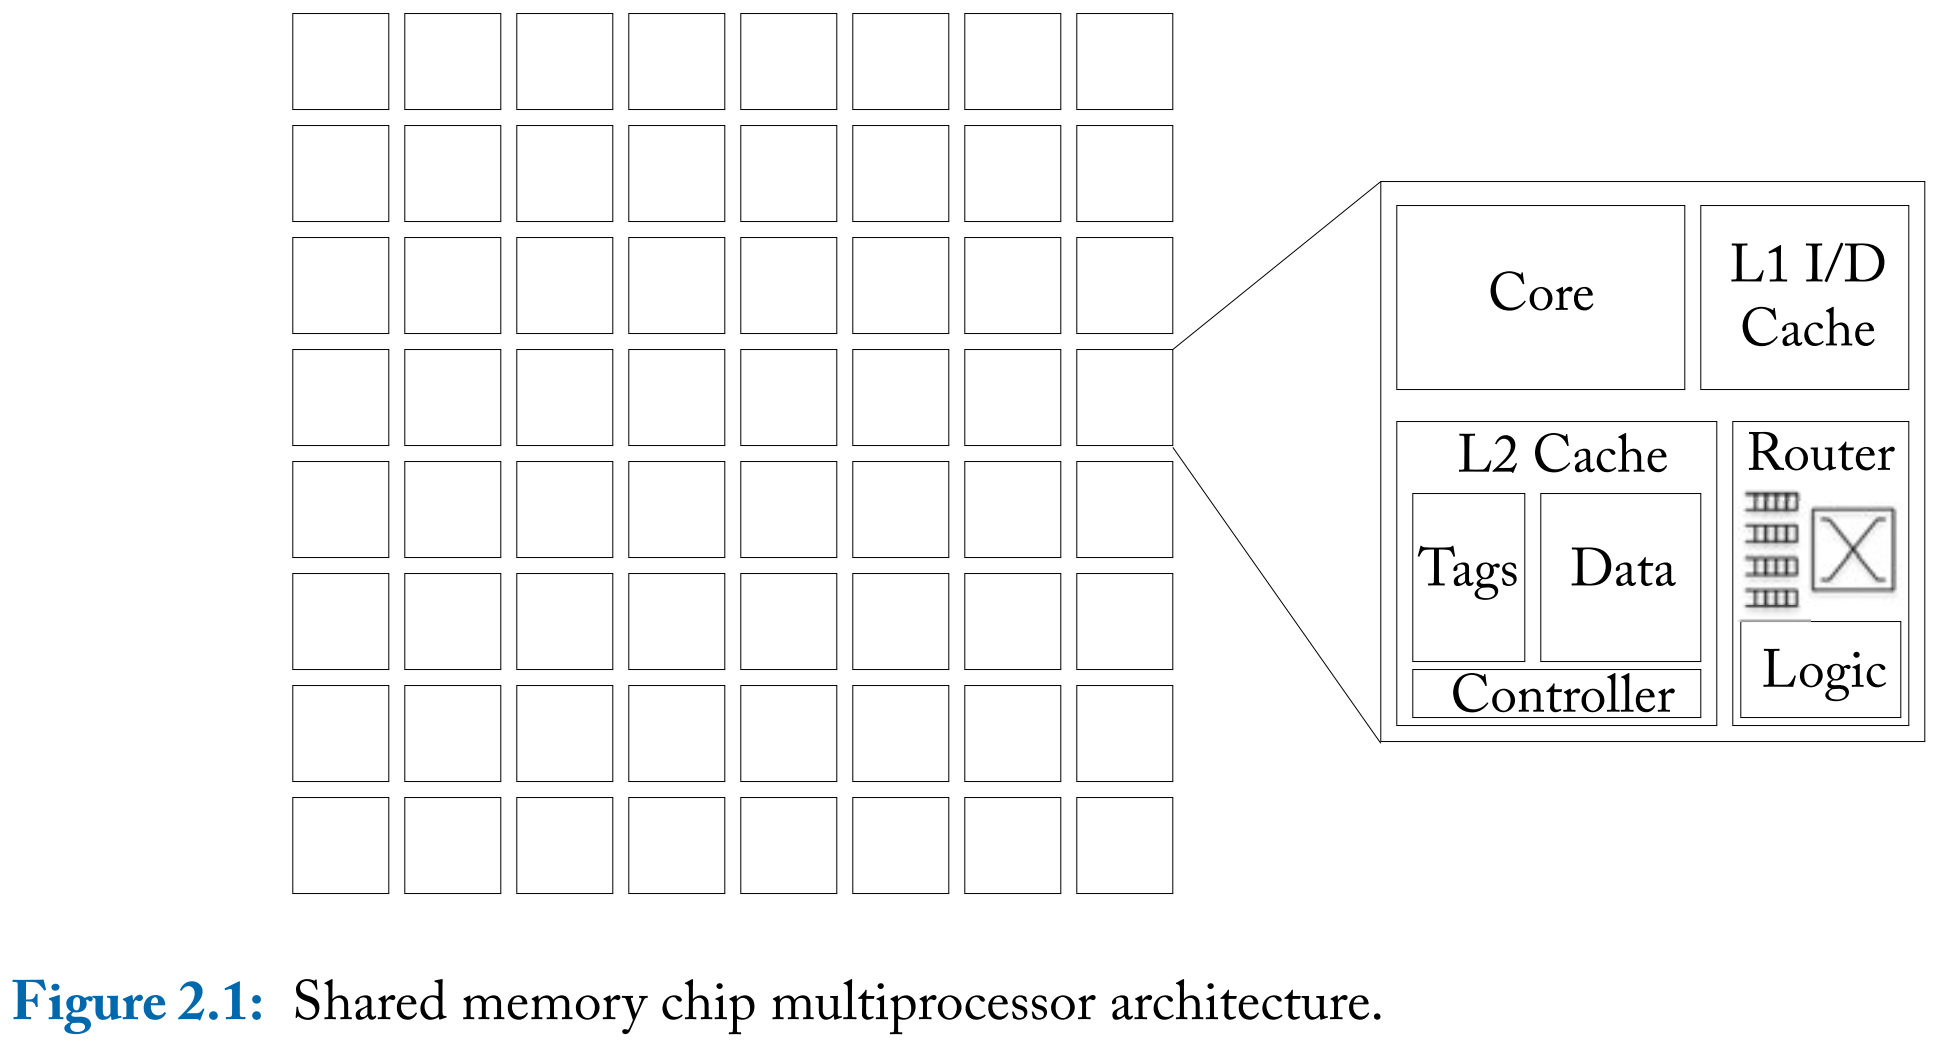 Core
L1 I/D
Cache
L2 Cache
Tags
Data
Controller
Router
Logic
Figure 2.1: Shared memory chip multiprocessor architecture.